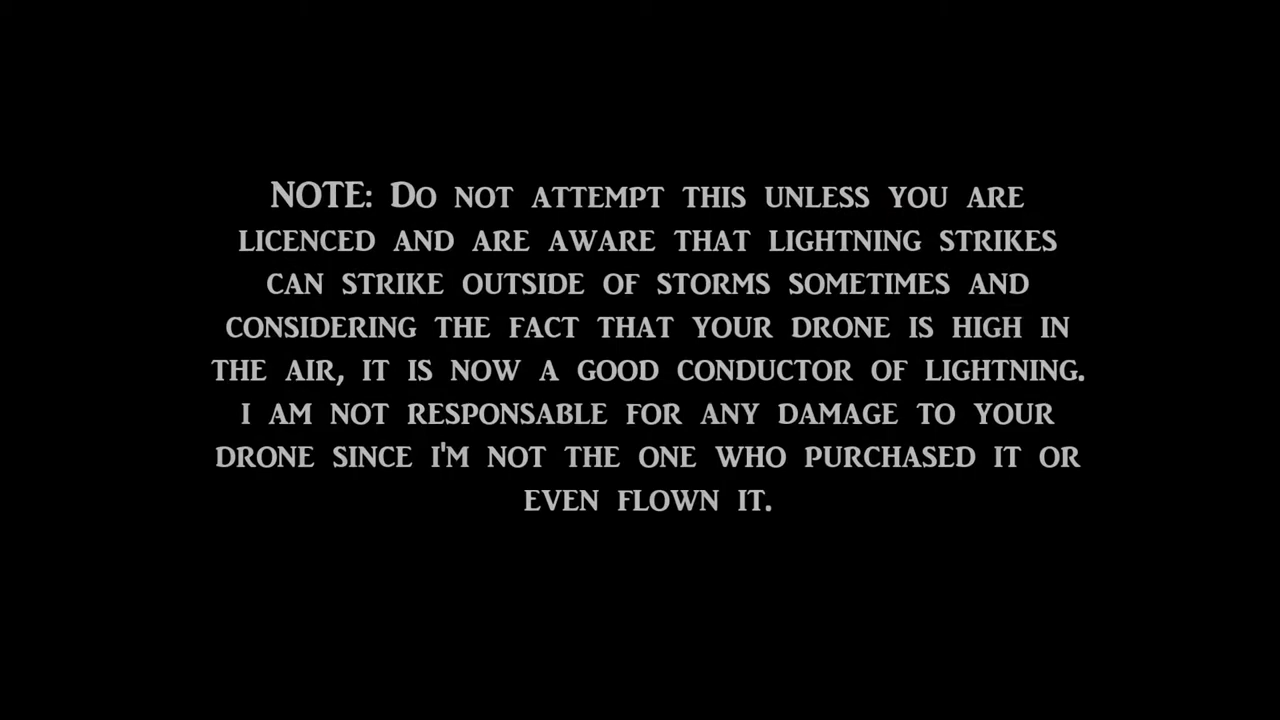 NOTE: Do not attempt this unless you are
licenced and are aware that lightning strikes
can strike outside of storms sometimes and
considering the fact that your drone is high in
the air, it is now a good conductor of lightning.
I am not responsable for any damage to your
drone since I'm not the one who purchased it or
even flown it.